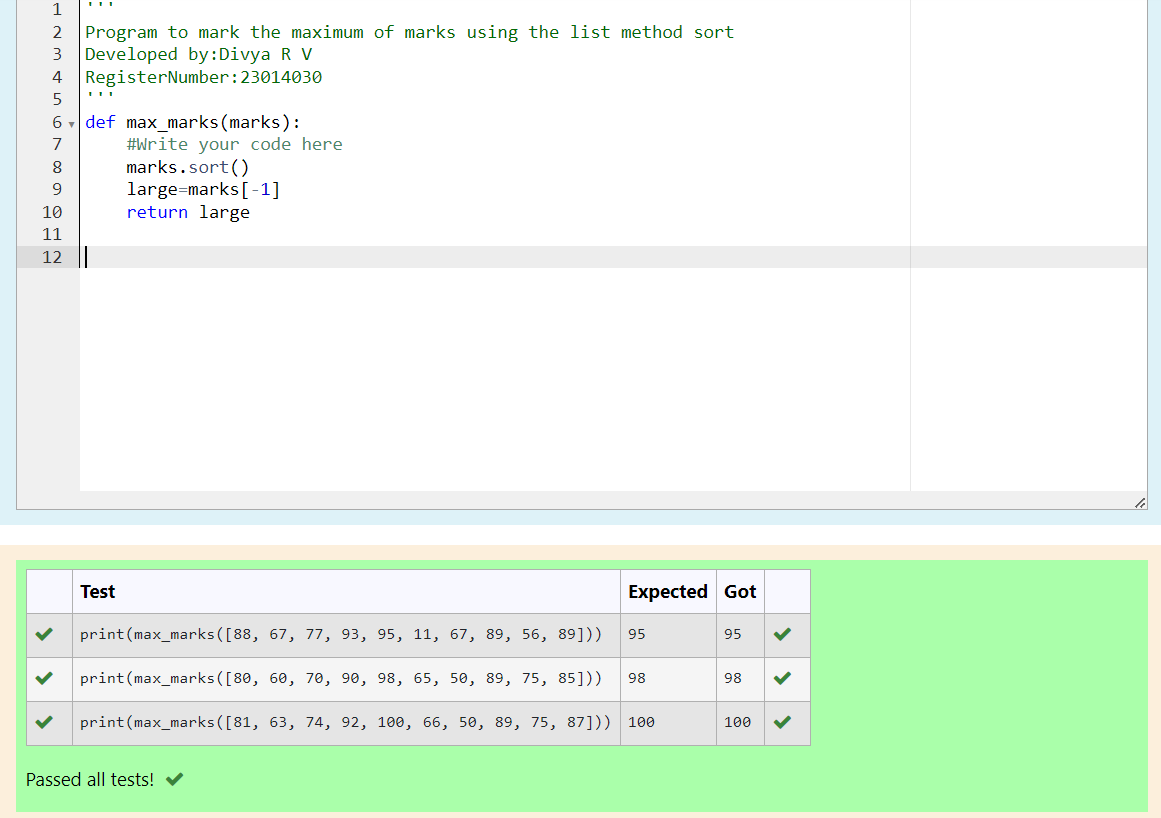 1 '''
2 Program to mark the maximum of marks using the list method sort
3 Developed by:Divya R V
4 RegisterNumber:23014030
5 '''
6 def max_marks(marks):
7     #Write your code here
8     marks.sort()
9     large=marks[-1]
10     return large
11
12
Test Expected Got
print(max_marks([88, 67, 77, 93, 95, 11, 67, 89, 56, 89])) 95 95
print(max_marks([80, 60, 70, 90, 98, 65, 50, 89, 75, 85])) 98 98
print(max_marks([81, 63, 74, 92, 100, 66, 50, 89, 75, 87])) 100 100
Passed all tests!